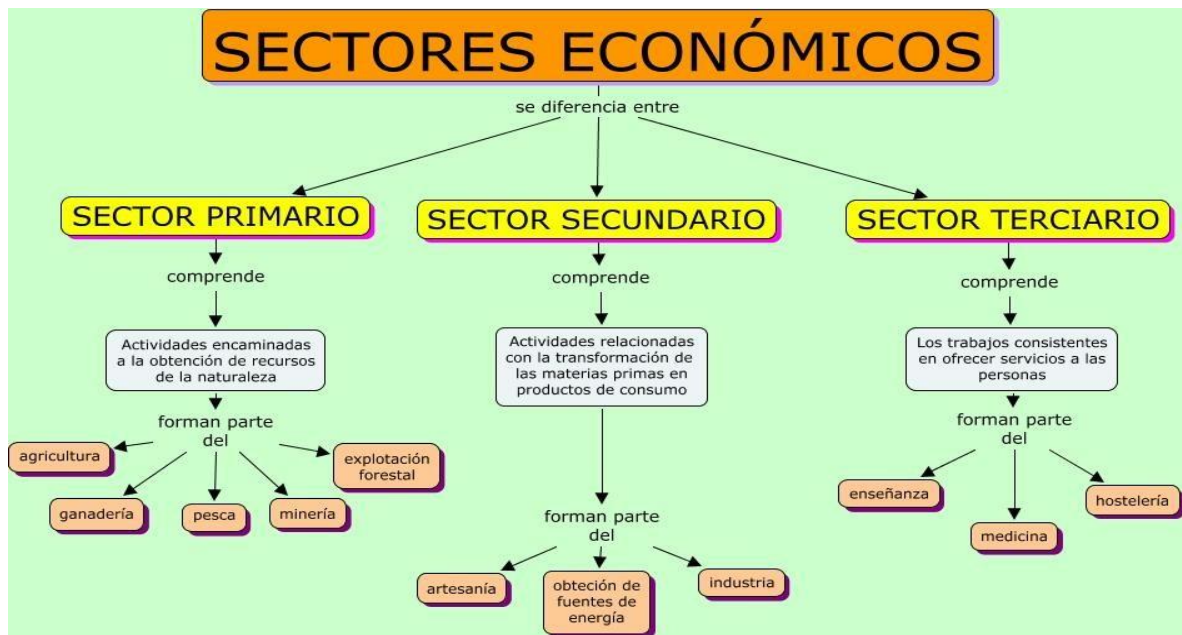 SECTORES ECONÓMICOS
se diferencia entre
SECTOR PRIMARIO
comprende
Actividades encaminadas
a la obtención de recursos
de la naturaleza
forman parte
del
agricultura
ganadería
pesca
minería
explotación
forestal
SECTOR SECUNDARIO
comprende
Actividades relacionadas
con la transformación de
las materias primas en
productos de consumo
forman parte
del
artesanía
obteción de
fuentes de
energía
industria
SECTOR TERCIARIO
comprende
Los trabajos consistentes
en ofrecer servicios a las
personas
forman parte
del
enseñanza
medicina
hostelería